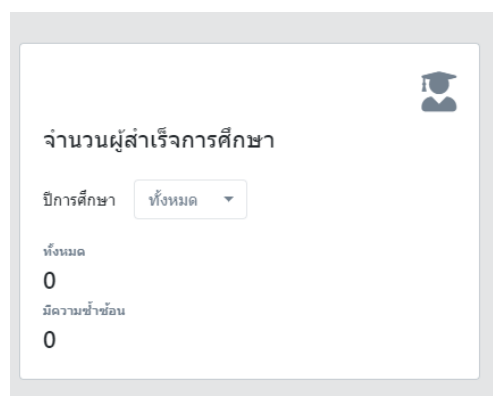 จำนวนผู้สำเร็จการศึกษา
ปีการศึกษา ทั้งหมด
ทั้งหมด
0
มีความซ้ำซ้อน
0